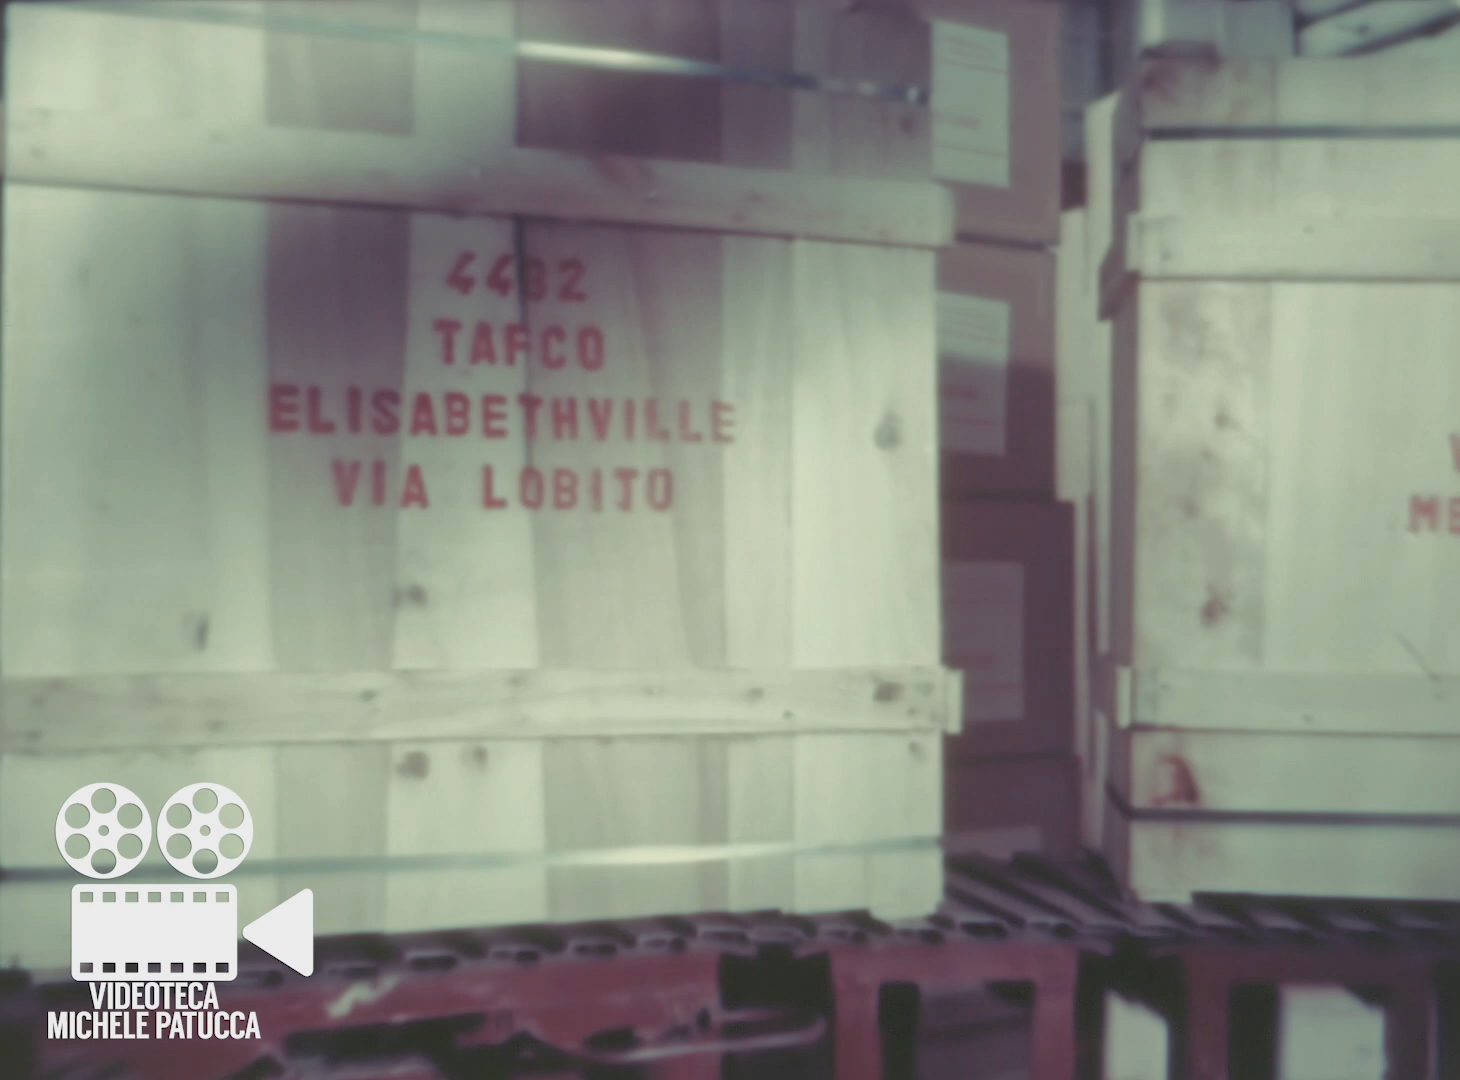 4482
TAFCO
ELISABETHVILLE
VIA LOBITO
VIDEOTECA
MICHELE PATUCCA